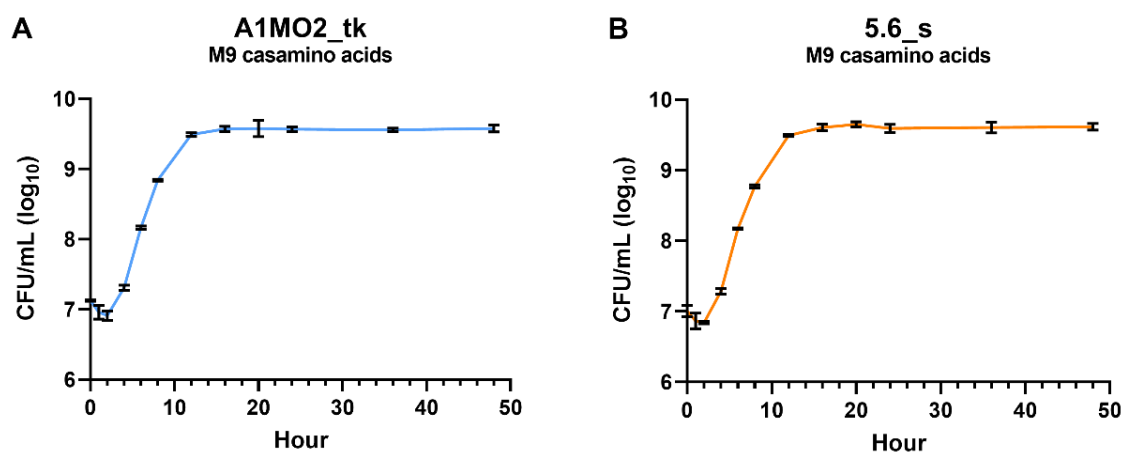 A
A1MO2_tk
M9 casamino acids
CFU/mL (log10)
10
9
8
7
6
0 10 20 30 40 50
Hour
B
5.6_s
M9 casamino acids
CFU/mL (log10)
10
9
8
7
6
0 10 20 30 40 50
Hour